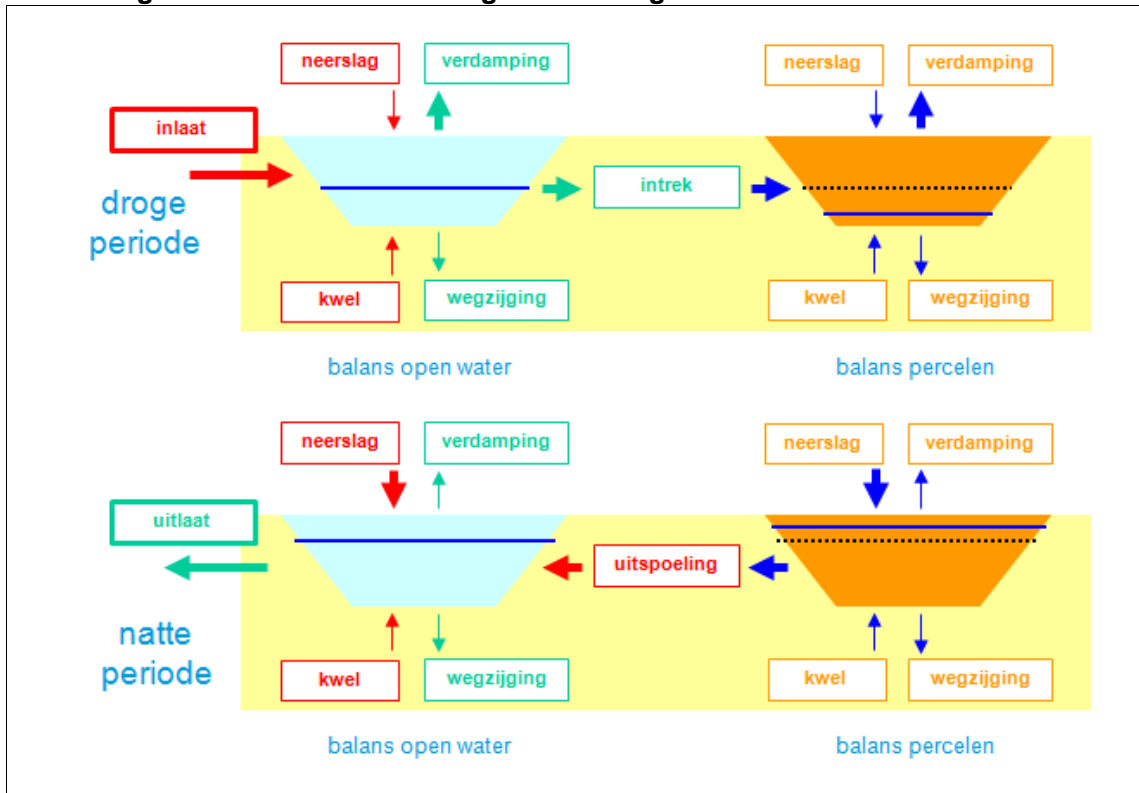 neerslag verdamping neerslag verdamping
inlaat
intrek
droge
periode
kwel wegzijging kwel wegzijging
balans open water balans percelen
neerslag verdamping neerslag verdamping
uitlaat
uitspoeling
natte
periode
kwel wegzijging kwel wegzijging
balans open water balans percelen